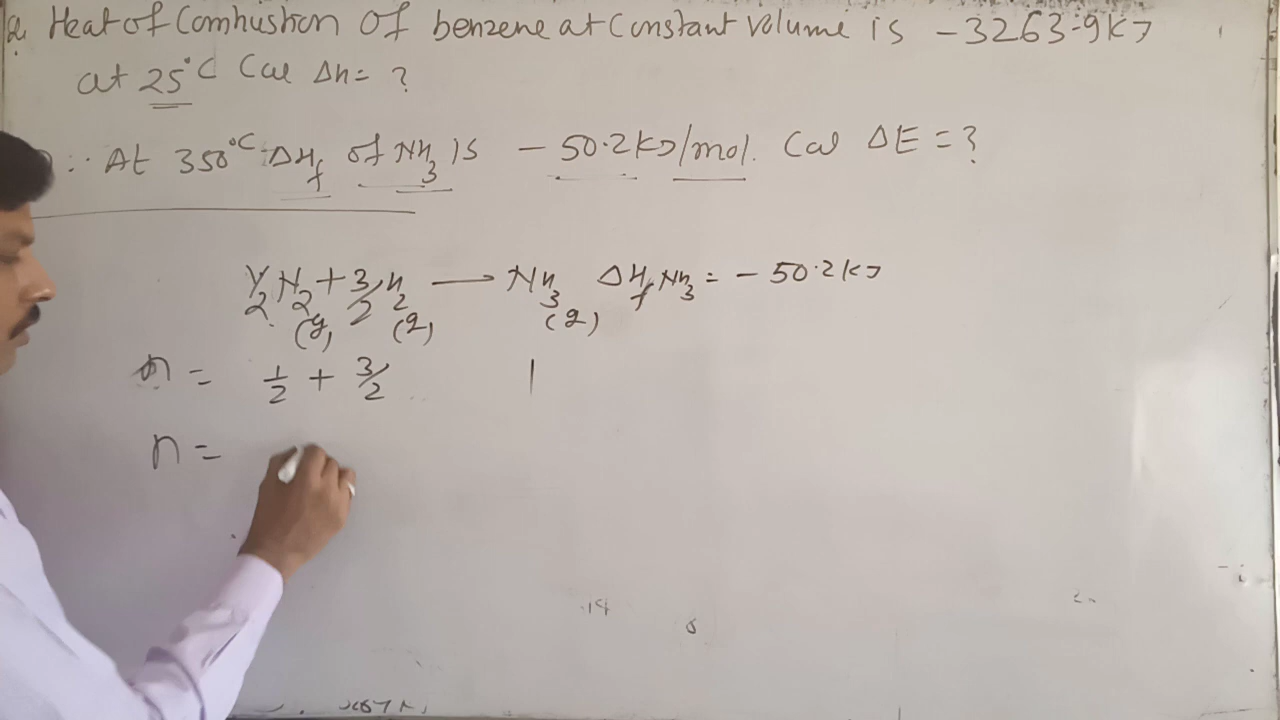 Q. Heat of Combustion Of benzene at Constant Volume is -3263.9KJ
at 25°C Cal Δh= ?
∴ At 350°C ΔHf of Nh3 is - 50.2KJ/mol. Cal ΔE = ?
1/2 N2 + 3/2 h2 → Nh3 ΔHf Nh3 = - 50.2KJ
(g) (g) (g)
n = 1/2 + 3/2 1
n =